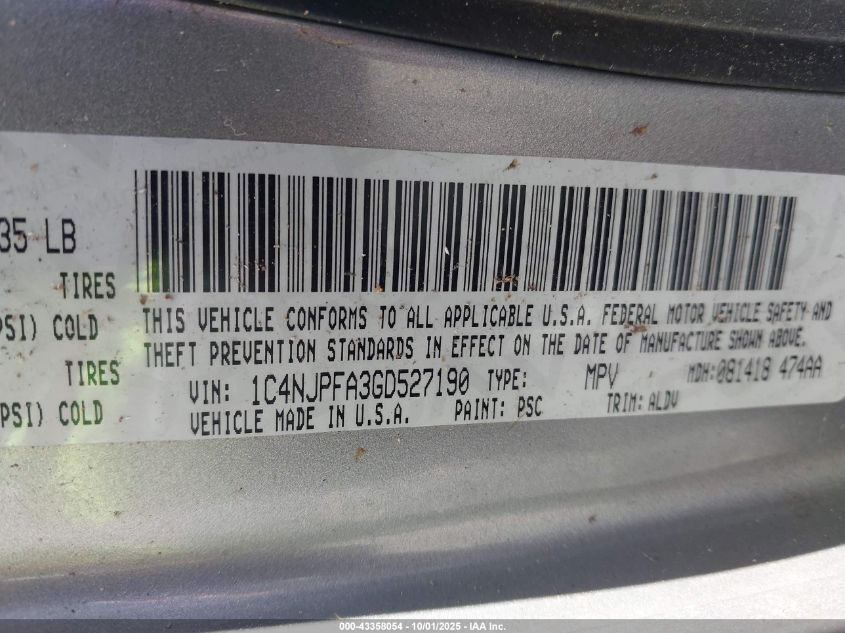 35 LB
TIRES
PSI) COLD
TIRES
PSI) COLD
THIS VEHICLE CONFORMS TO ALL APPLICABLE U.S.A. FEDERAL MOTOR VEHICLE SAFETY AND
THEFT PREVENTION STANDARDS IN EFFECT ON THE DATE OF MANUFACTURE SHOWN ABOVE.
VIN: 1C4NJPFA3GD527190 TYPE: MPV MDH:081418 474AA
VEHICLE MADE IN U.S.A. PAINT: PSC TRIM: ALDV
000-43358054 - 10/01/2025 - IAA Inc.